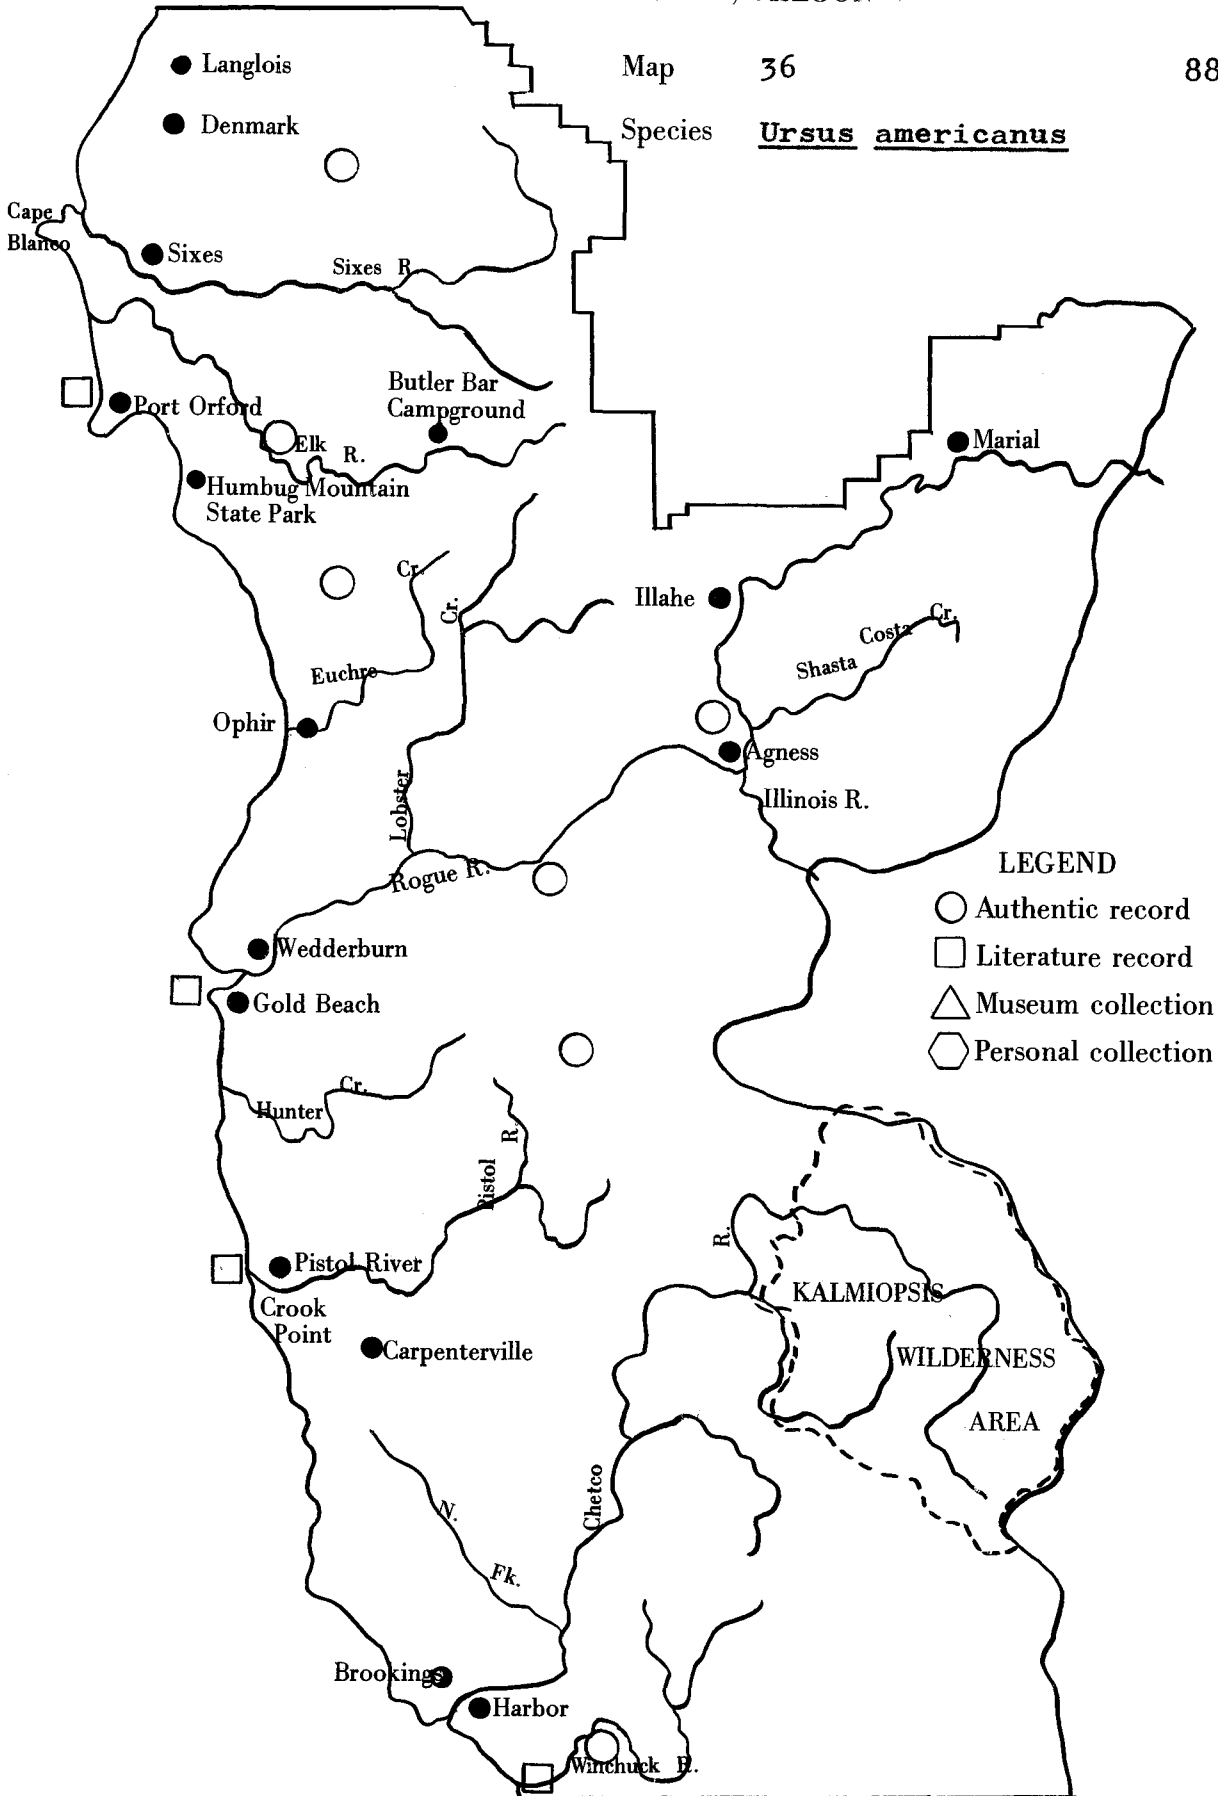 Map 36 88
Species Ursus americanus
Langlois
Denmark
Cape
Blanco
Sixes
Sixes R
Butler Bar
Campground
Port Orford
Elk R.
Humbug Mountain
State Park
Marial
Cr.
Cr.
Illahe
Shasta Costa Cr.
Euchre
Ophir
Agness
Illinois R.
Lobster
Rogue R.
LEGEND
Authentic record
Literature record
Museum collection
Personal collection
Wedderburn
Gold Beach
Hunter Cr.
Pistol R.
Pistol River
Crook
Point
Carpenterville
R.
KALMIOPSIS
WILDERNESS
AREA
Chetco
N.
Fk.
Brookings
Harbor
Winchuck R.